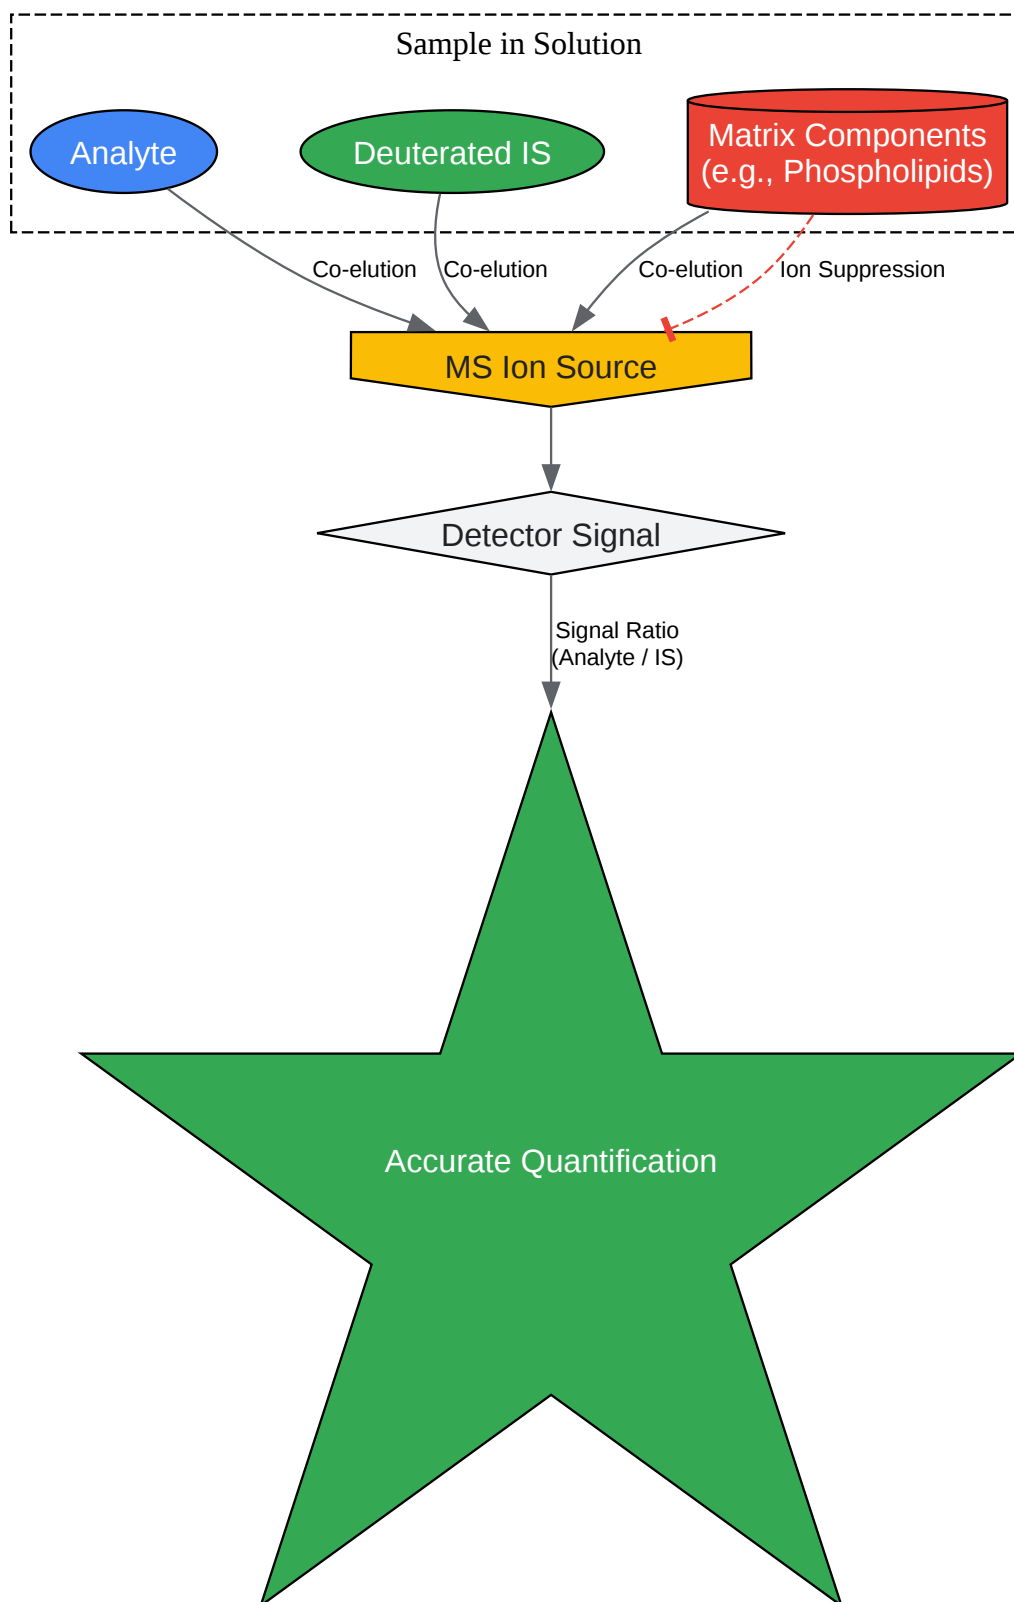 Sample in Solution
Analyte
Deuterated IS
Matrix Components
(e.g., Phospholipids)
Co-elution
Co-elution
Co-elution
Ion Suppression
MS Ion Source
Detector Signal
Signal Ratio
(Analyte / IS)
Accurate Quantification